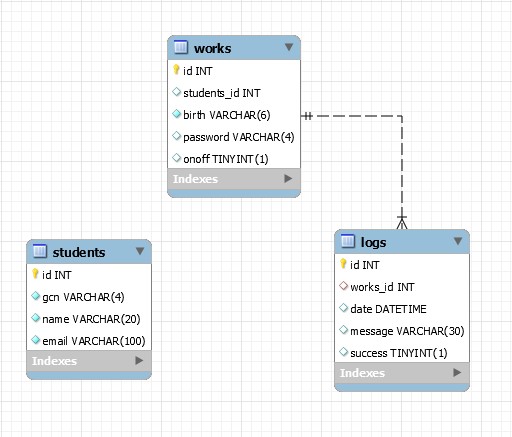 works
id INT
students_id INT
birth VARCHAR(6)
password VARCHAR(4)
onoff TINYINT(1)
Indexes
students
id INT
gcn VARCHAR(4)
name VARCHAR(20)
email VARCHAR(100)
Indexes
logs
id INT
works_id INT
date DATETIME
message VARCHAR(30)
success TINYINT(1)
Indexes